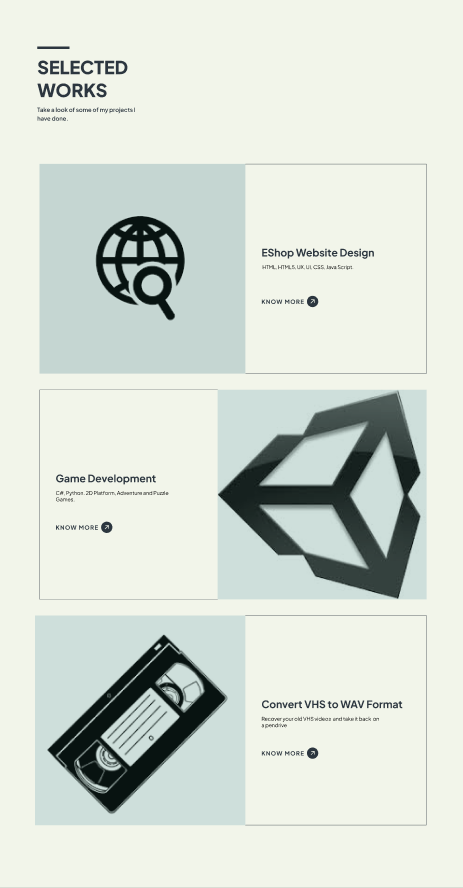 SELECTED
WORKS
Take a look of some of my projects I
have done.
EShop Website Design
HTML, HTML5, UX, UI, CSS, Java Script.
KNOW MORE
Game Development
C#, Python. 2D Platform, Adventure and Puzzle
Games.
KNOW MORE
Convert VHS to WAV Format
Recover your old VHS videos and take it back on
a pendrive
KNOW MORE